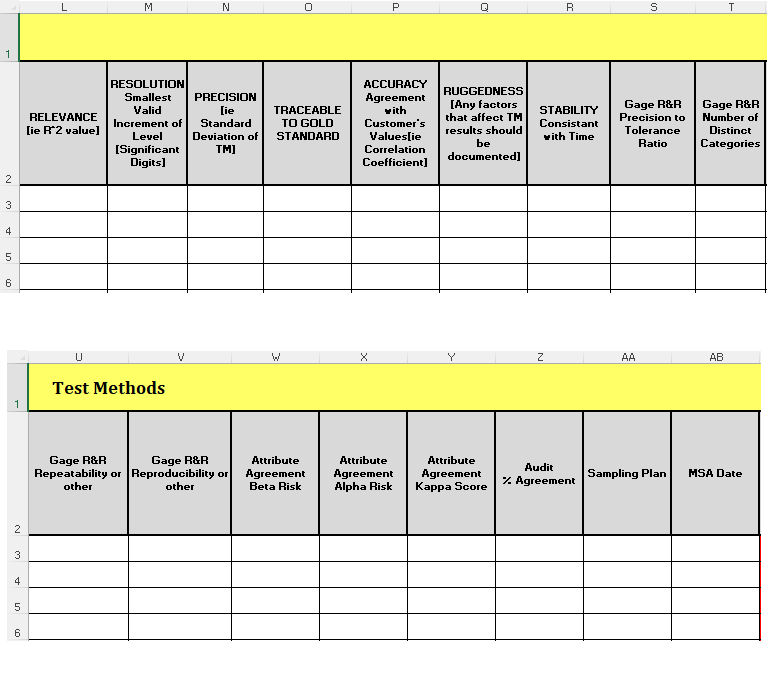 L M N O P Q R S T
1
RELEVANCE
[ie R^2 value]
RESOLUTION
Smallest
Valid
Increment of
Level
[Significant
Digits]
PRECISION
[ie
Standard
Deviation of
TM]
TRACEABLE
TO GOLD
STANDARD
ACCURACY
Agreement
with
Customer's
Values[ie
Correlation
Coefficient]
RUGGEDNESS
[Any factors
that affect TM
results should
be
documented]
STABILITY
Consistant
with Time
Gage R&R
Precision to
Tolerance
Ratio
Gage R&R
Number of
Distinct
Categories
2
3
4
5
6
U V W X Y Z AA AB
1
Test Methods
Gage R&R
Repeatability or
other
Gage R&R
Reproducibility or
other
Attribute
Agreement
Beta Risk
Attribute
Agreement
Alpha Risk
Attribute
Agreement
Kappa Score
Audit
% Agreement
Sampling Plan
MSA Date
2
3
4
5
6